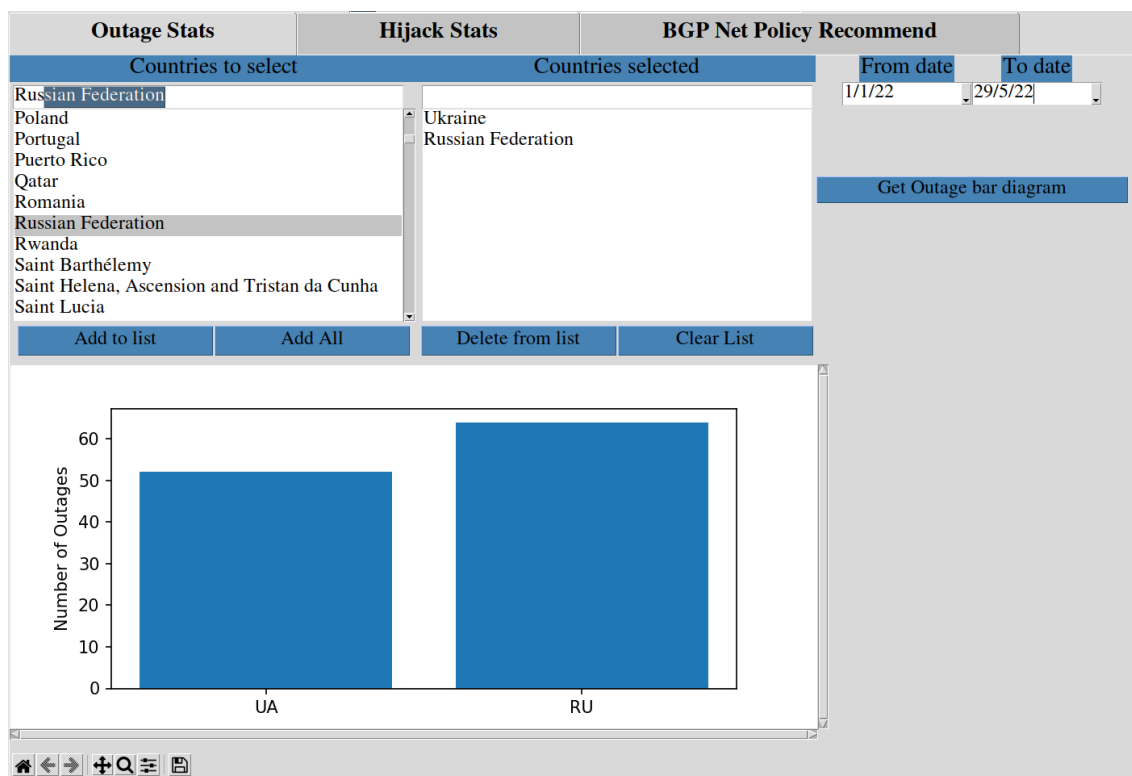 Outage Stats
Hijack Stats
BGP Net Policy Recommend
Countries to select
Countries selected
From date
To date
Russian Federation
1/1/22
29/5/22
Poland
Portugal
Puerto Rico
Qatar
Romania
Russian Federation
Rwanda
Saint Barthélemy
Saint Helena, Ascension and Tristan da Cunha
Saint Lucia
Ukraine
Russian Federation
Get Outage bar diagram
Add to list
Add All
Delete from list
Clear List
Number of Outages
60
50
40
30
20
10
0
UA
RU